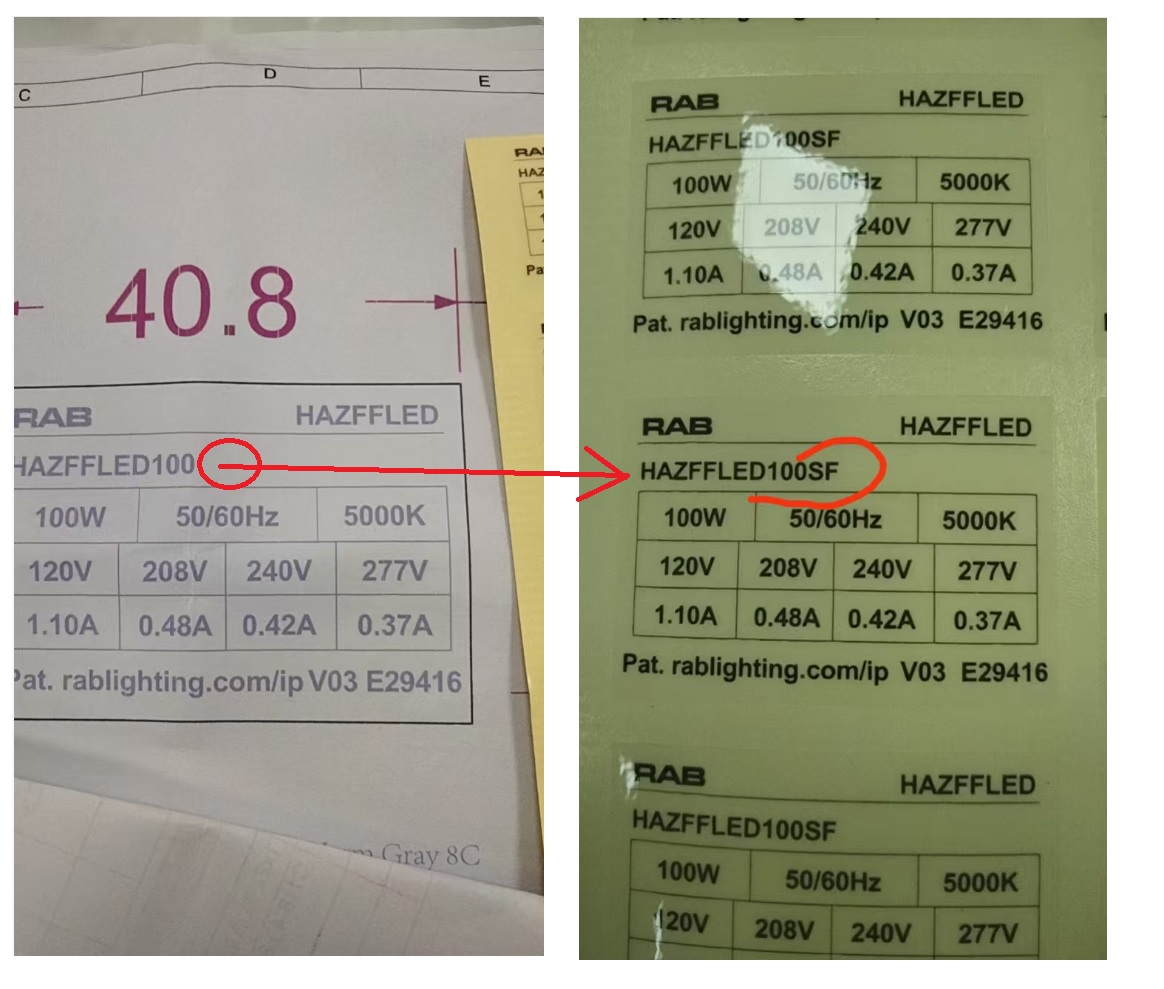 C D E
40.8
RAB HAZFFLED
HAZFFLED100
100W 50/60Hz 5000K
120V 208V 240V 277V
1.10A 0.48A 0.42A 0.37A
Pat. rablighting.com/ip V03 E29416
Gray 8C
RAB
HAZ
Pa
RAB HAZFFLED
HAZFFLED100SF
100W 50/60Hz 5000K
120V 208V 240V 277V
1.10A 0.48A 0.42A 0.37A
Pat. rablighting.com/ip V03 E29416
RAB HAZFFLED
HAZFFLED100SF
100W 50/60Hz 5000K
120V 208V 240V 277V
1.10A 0.48A 0.42A 0.37A
Pat. rablighting.com/ip V03 E29416
RAB HAZFFLED
HAZFFLED100SF
100W 50/60Hz 5000K
120V 208V 240V 277V